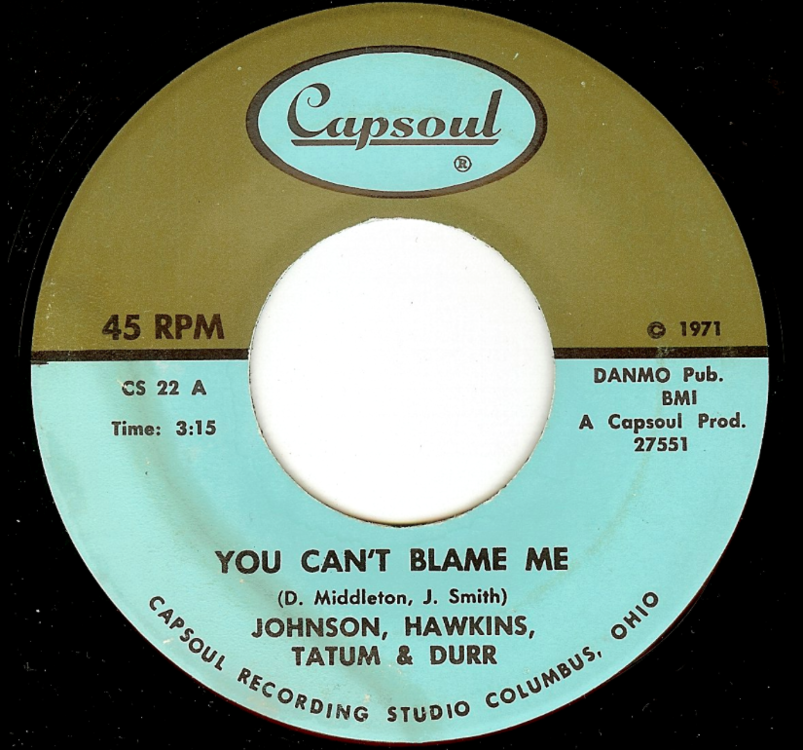 Capsoul
®
45 RPM
© 1971
CS 22 A
Time: 3:15
DANMO Pub.
BMI
A Capsoul Prod.
27551
YOU CAN'T BLAME ME
(D. Middleton, J. Smith)
JOHNSON, HAWKINS,
TATUM & DURR
CAPSOUL RECORDING STUDIO COLUMBUS, OHIO